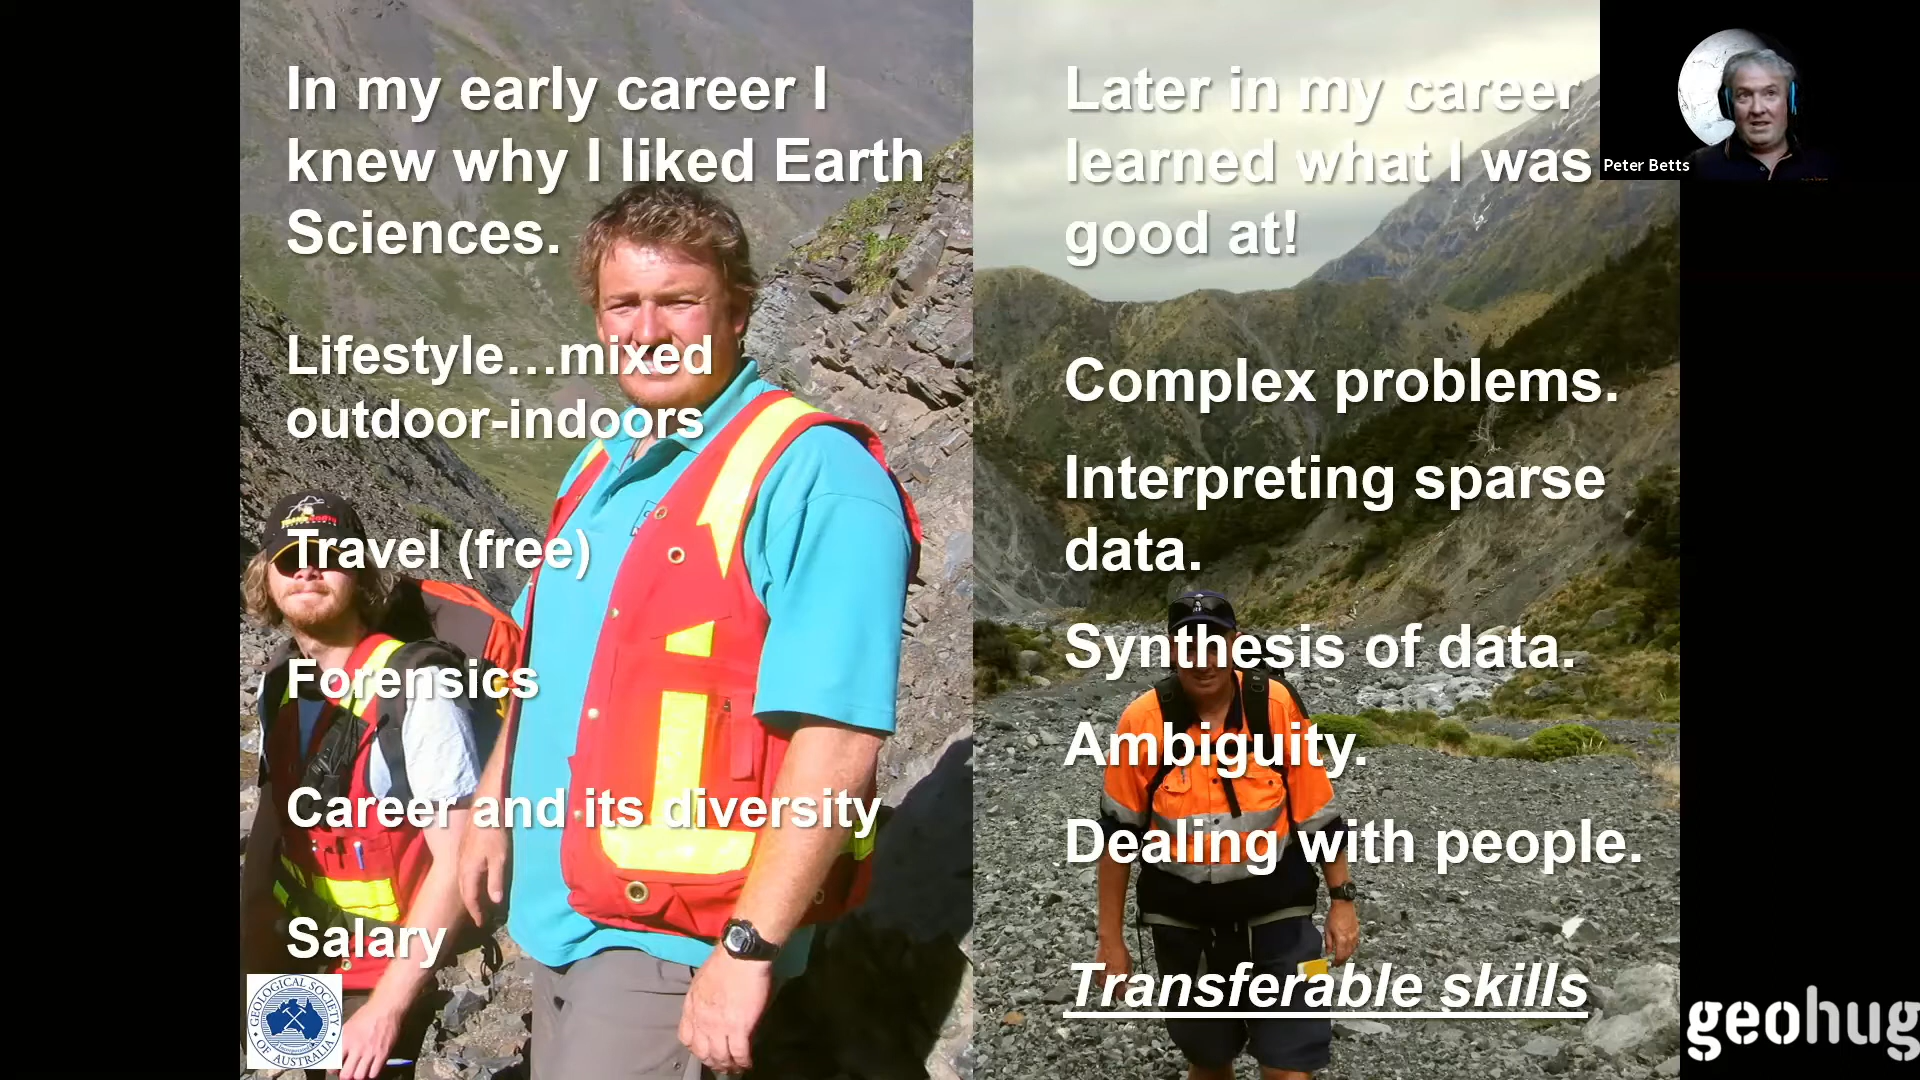 In my early career I
knew why I liked Earth
Sciences.
Lifestyle…mixed
outdoor-indoors
Travel (free)
Forensics
Career and its diversity
Salary
GEOLOGICAL SOCIETY
OF AUSTRALIA
Later in my career I
learned what I was
good at!
Complex problems.
Interpreting sparse
data.
Synthesis of data.
Ambiguity.
Dealing with people.
Transferable skills
Peter Betts
geohug